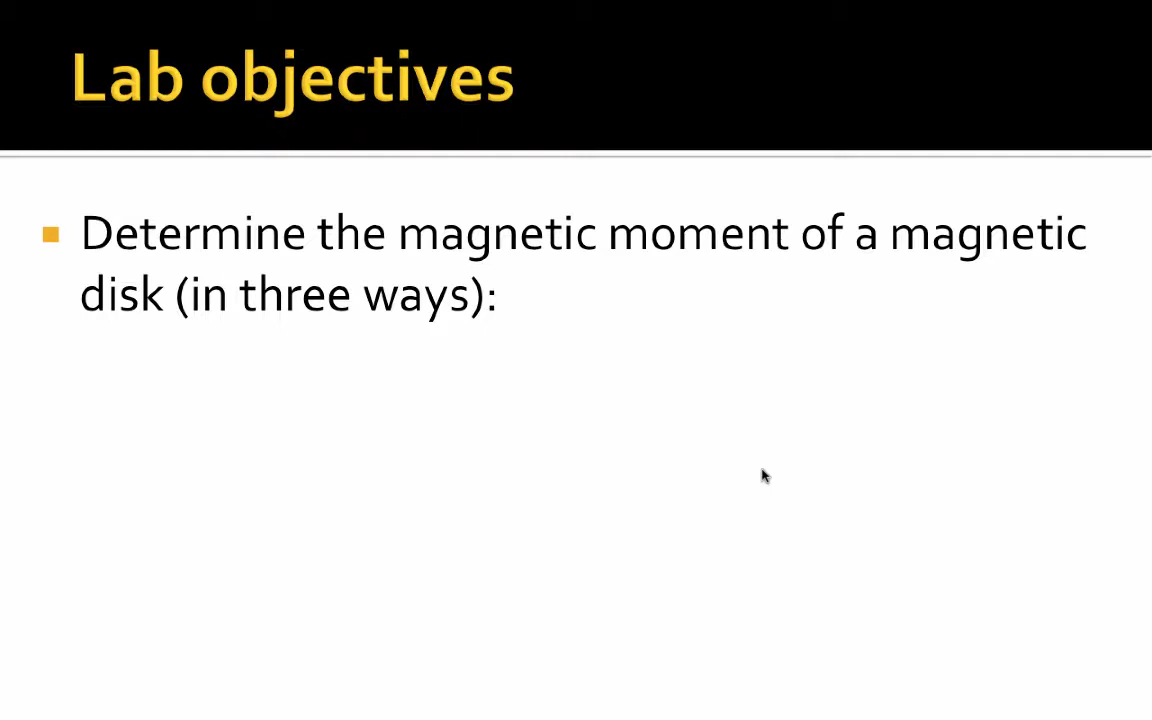 Lab objectives
Determine the magnetic moment of a magnetic
disk (in three ways):